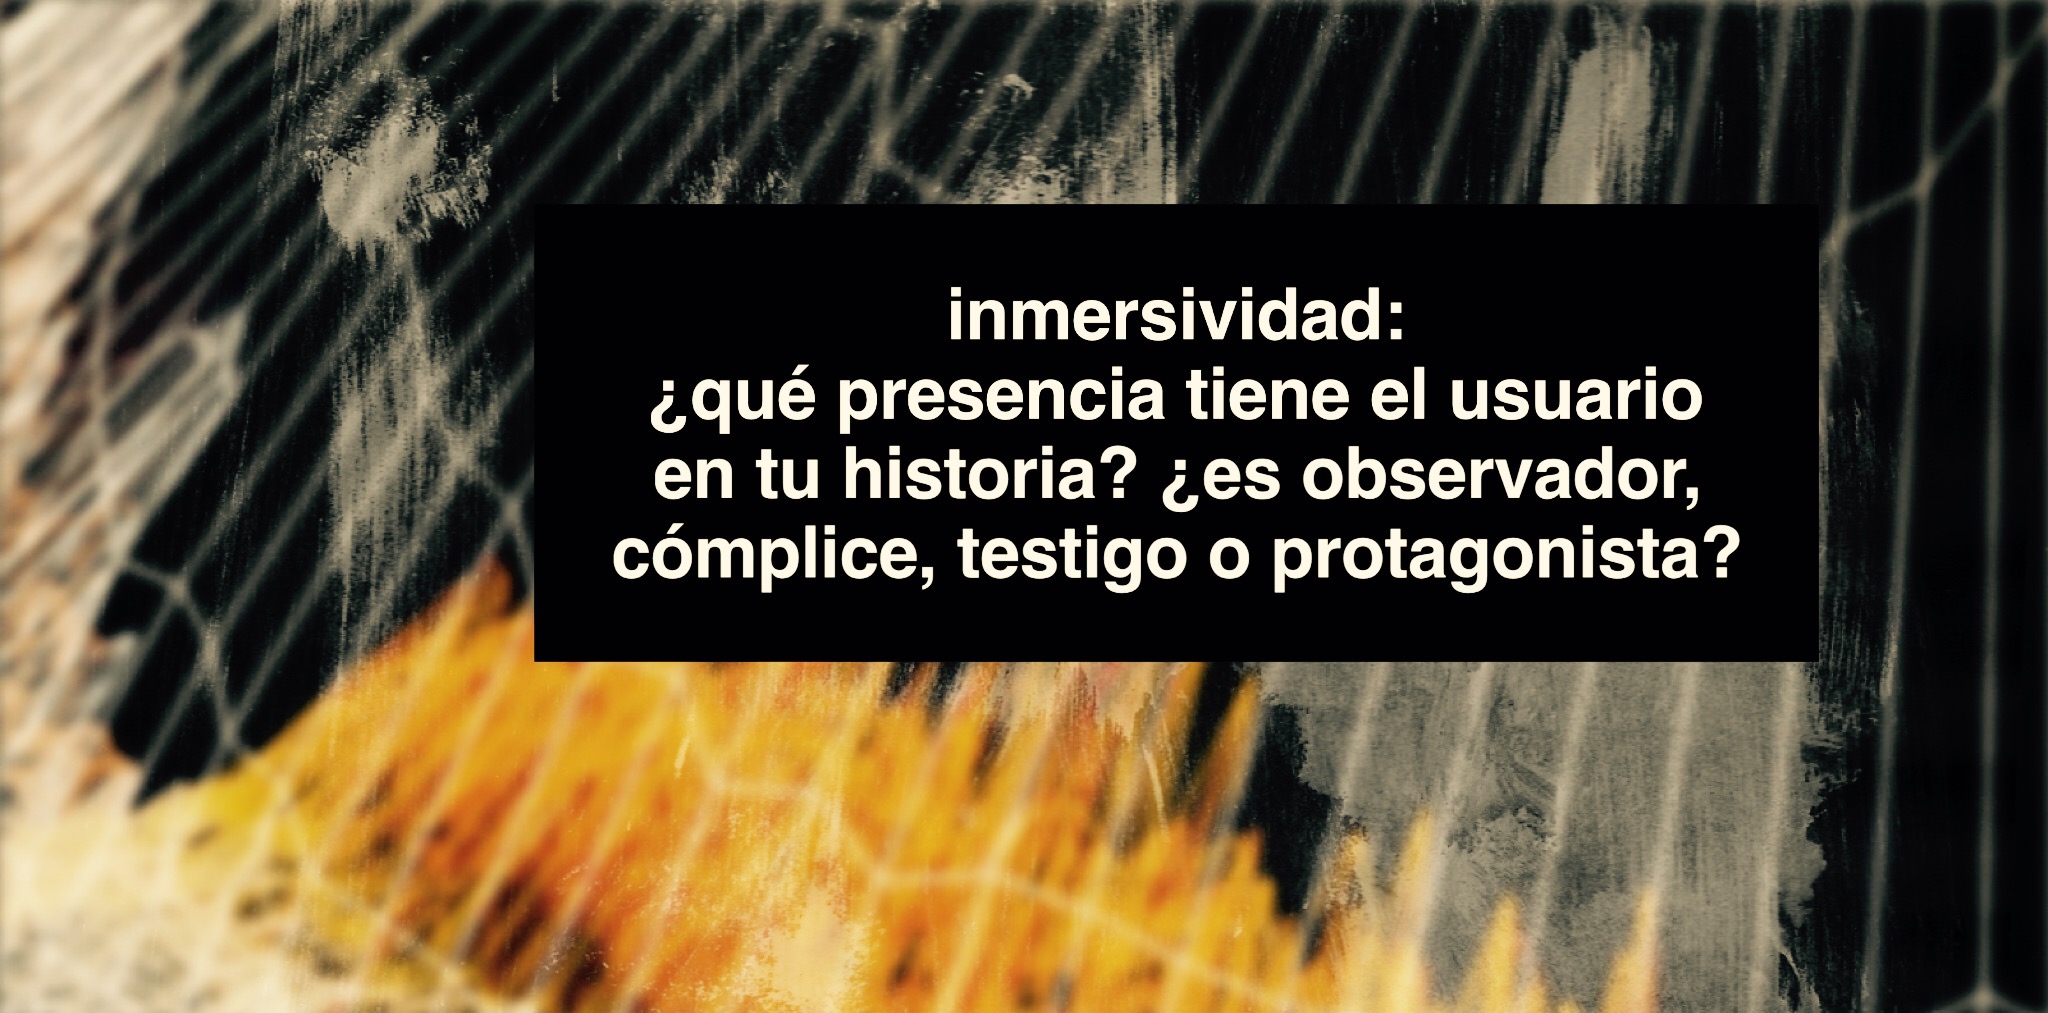 inmersividad:
¿qué presencia tiene el usuario
en tu historia? ¿es observador,
cómplice, testigo o protagonista?